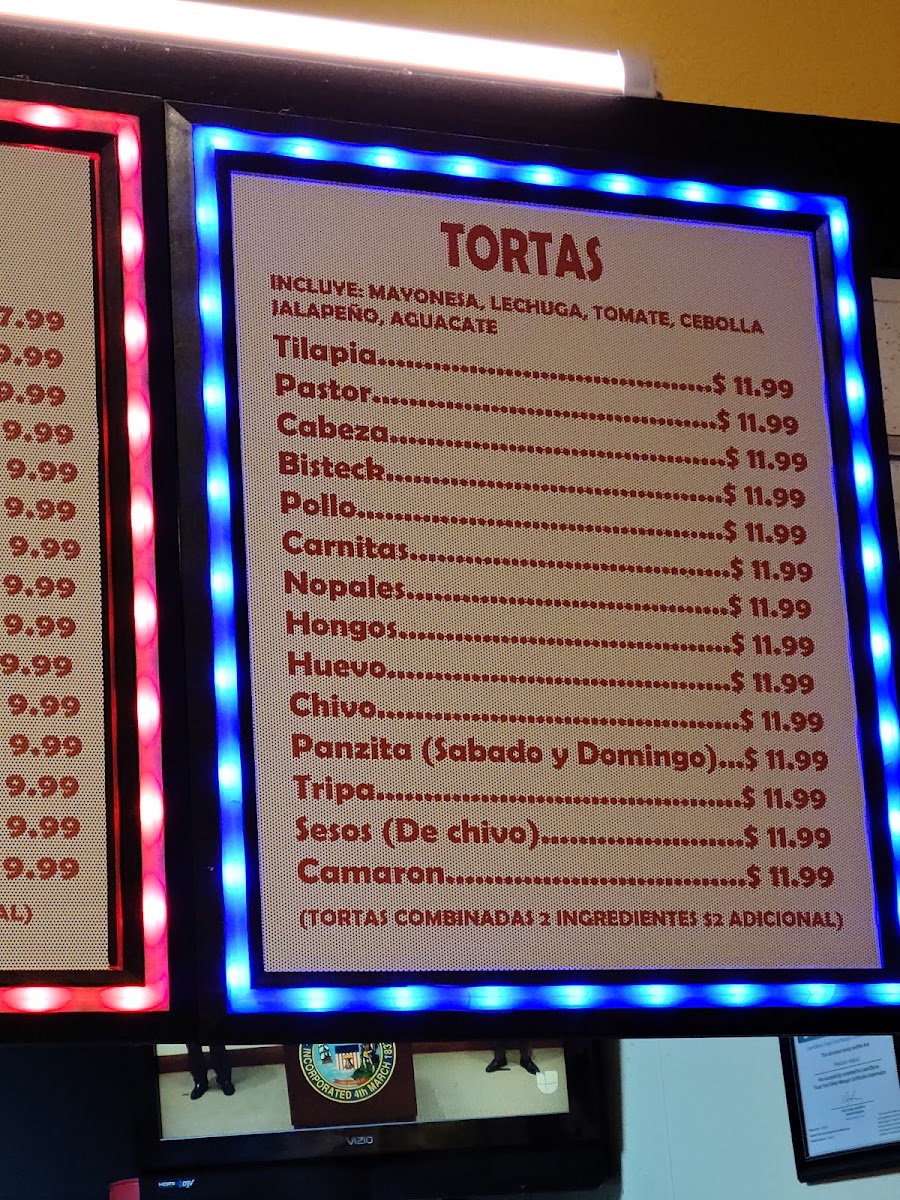 7.99
9.99
9.99
9.99
9.99
9.99
9.99
9.99
9.99
9.99
9.99
9.99
9.99
9.99
9.99
AL)
TORTAS
INCLUYE: MAYONESA, LECHUGA, TOMATE, CEBOLLA
JALAPEÑO, AGUACATE
Tilapia....................................$ 11.99
Pastor....................................$ 11.99
Cabeza....................................$ 11.99
Bisteck....................................$ 11.99
Pollo....................................$ 11.99
Carnitas....................................$ 11.99
Nopales....................................$ 11.99
Hongos....................................$ 11.99
Huevo....................................$ 11.99
Chivo....................................$ 11.99
Panzita (Sabado y Domingo)...$ 11.99
Tripa....................................$ 11.99
Sesos (De chivo)......................$ 11.99
Camaron.................................$ 11.99
(TORTAS COMBINADAS 2 INGREDIENTES $2 ADICIONAL)
INCORPORATED 4th MARCH 183
VIZIO
HDMI